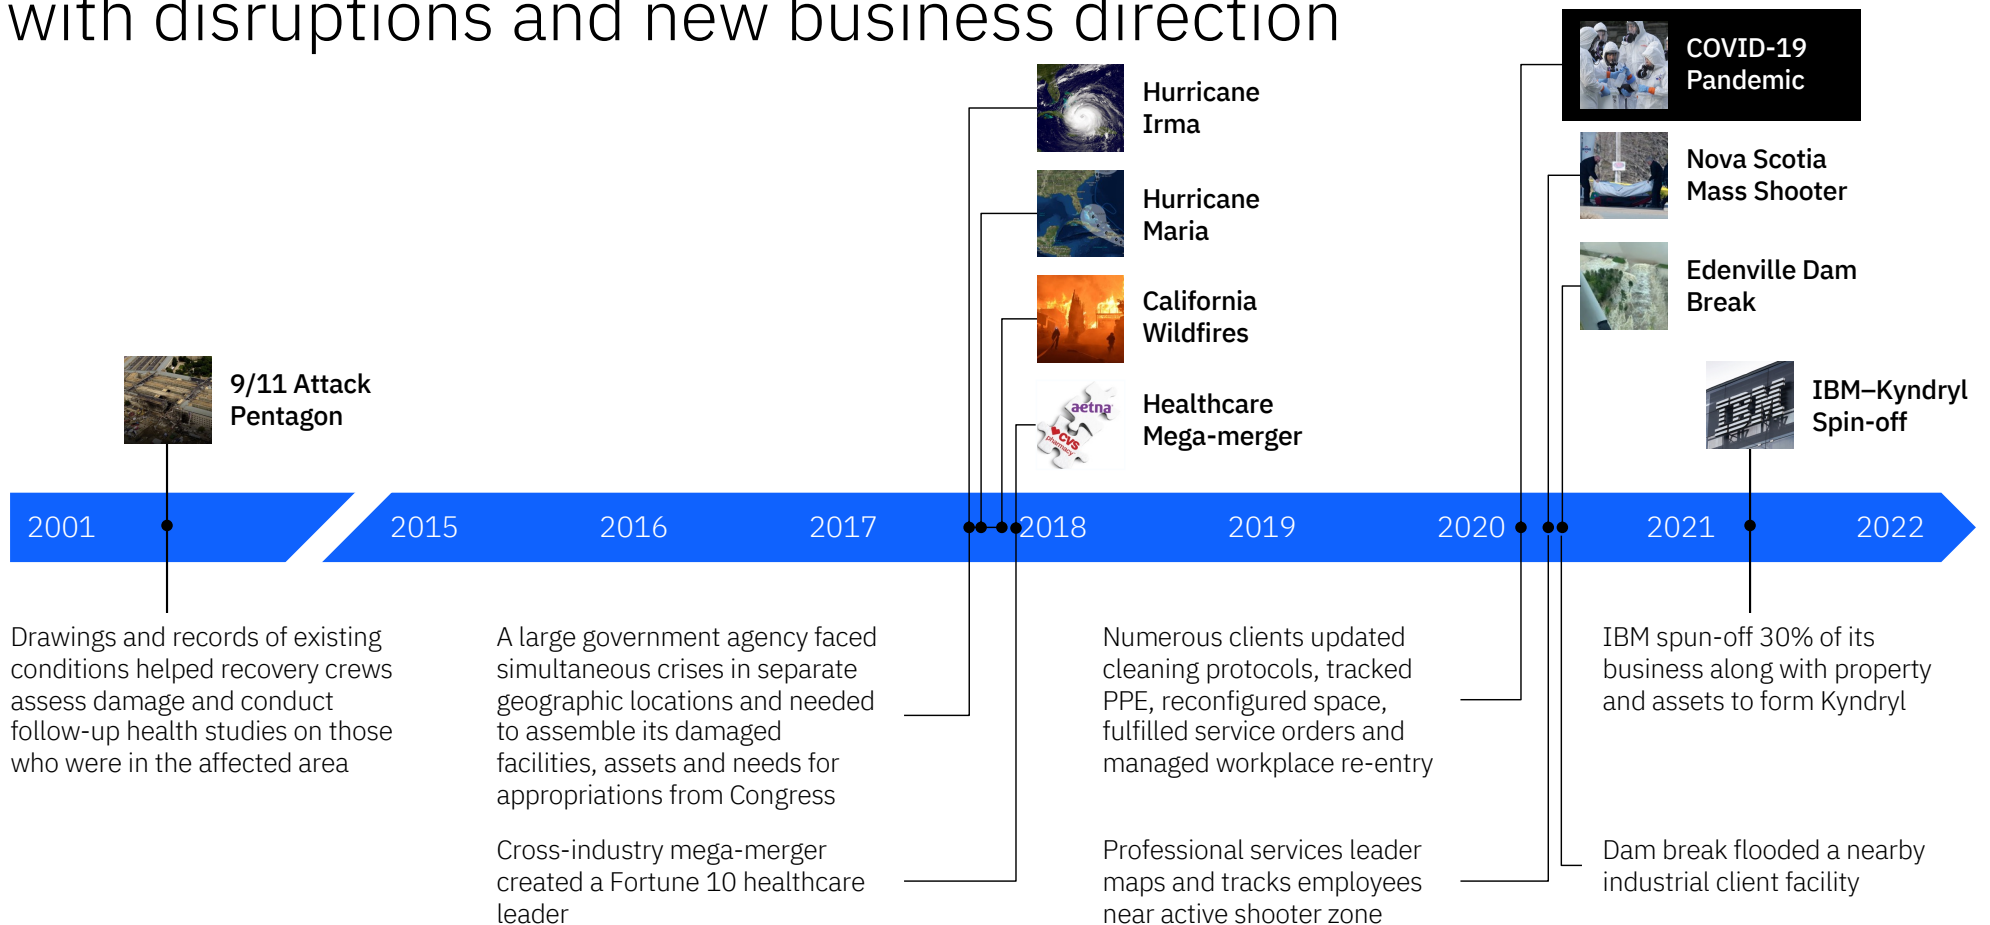 with disruptions and new business direction
COVID-19
Pandemic
Hurricane
Irma
Nova Scotia
Mass Shooter
Hurricane
Maria
Edenville Dam
Break
California
Wildfires
9/11 Attack
Pentagon
aetna
CVS
pharmacy
Healthcare
Mega-merger
IBM
IBM–Kyndryl
Spin-off
2001
2015
2016
2017
2018
2019
2020
2021
2022
Drawings and records of existing
conditions helped recovery crews
assess damage and conduct
follow-up health studies on those
who were in the affected area
A large government agency faced
simultaneous crises in separate
geographic locations and needed
to assemble its damaged
facilities, assets and needs for
appropriations from Congress
Cross-industry mega-merger
created a Fortune 10 healthcare
leader
Numerous clients updated
cleaning protocols, tracked
PPE, reconfigured space,
fulfilled service orders and
managed workplace re-entry
Professional services leader
maps and tracks employees
near active shooter zone
IBM spun-off 30% of its
business along with property
and assets to form Kyndryl
Dam break flooded a nearby
industrial client facility